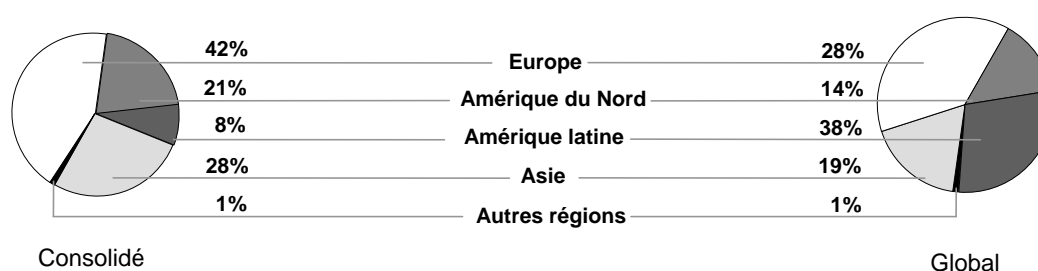 42% Europe 28%
21% Amérique du Nord 14%
8% Amérique latine 38%
28% Asie 19%
1% Autres régions 1%
Consolidé Global